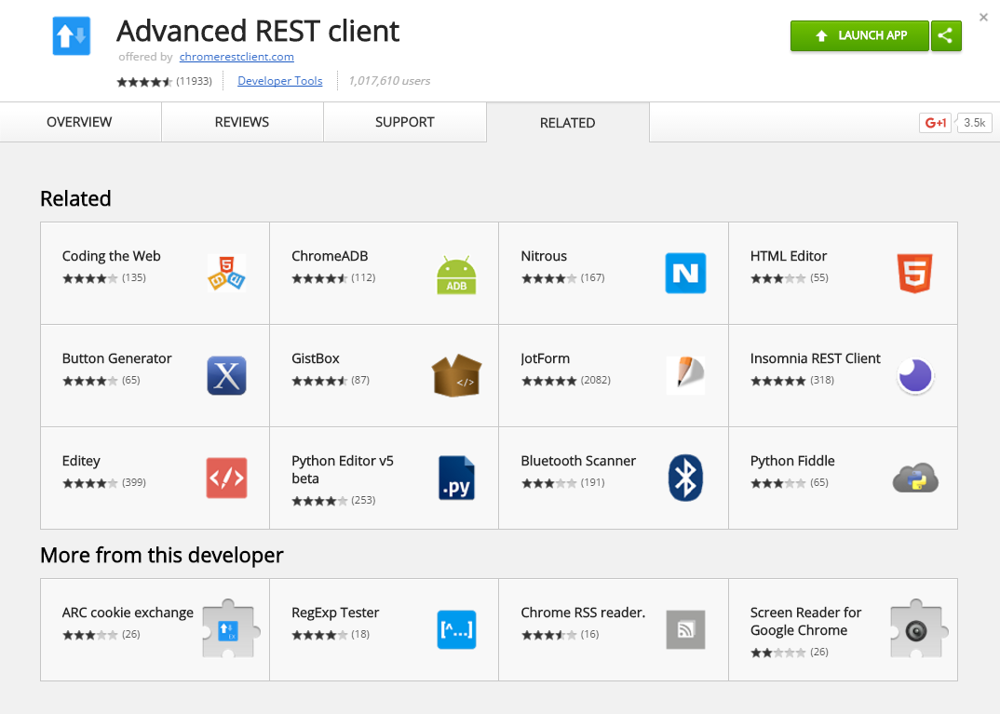 Advanced REST client
offered by chromerestclient.com
(11933) Developer Tools 1,017,610 users
LAUNCH APP
OVERVIEW REVIEWS SUPPORT RELATED
G+1 3.5k
Related
Coding the Web
(135)
ChromeADB
(112)
ADB
Nitrous
(167)
N
HTML Editor
(55)
5
Button Generator
(65)
X
GistBox
(87)
</>
JotForm
(2082)
Insomnia REST Client
(318)
Editey
(399)
</>
Python Editor v5
beta
(253)
.py
Bluetooth Scanner
(191)
Python Fiddle
(65)
More from this developer
ARC cookie exchange
(26)
RegExp Tester
(18)
[^...]
Chrome RSS reader.
(16)
Screen Reader for
Google Chrome
(26)